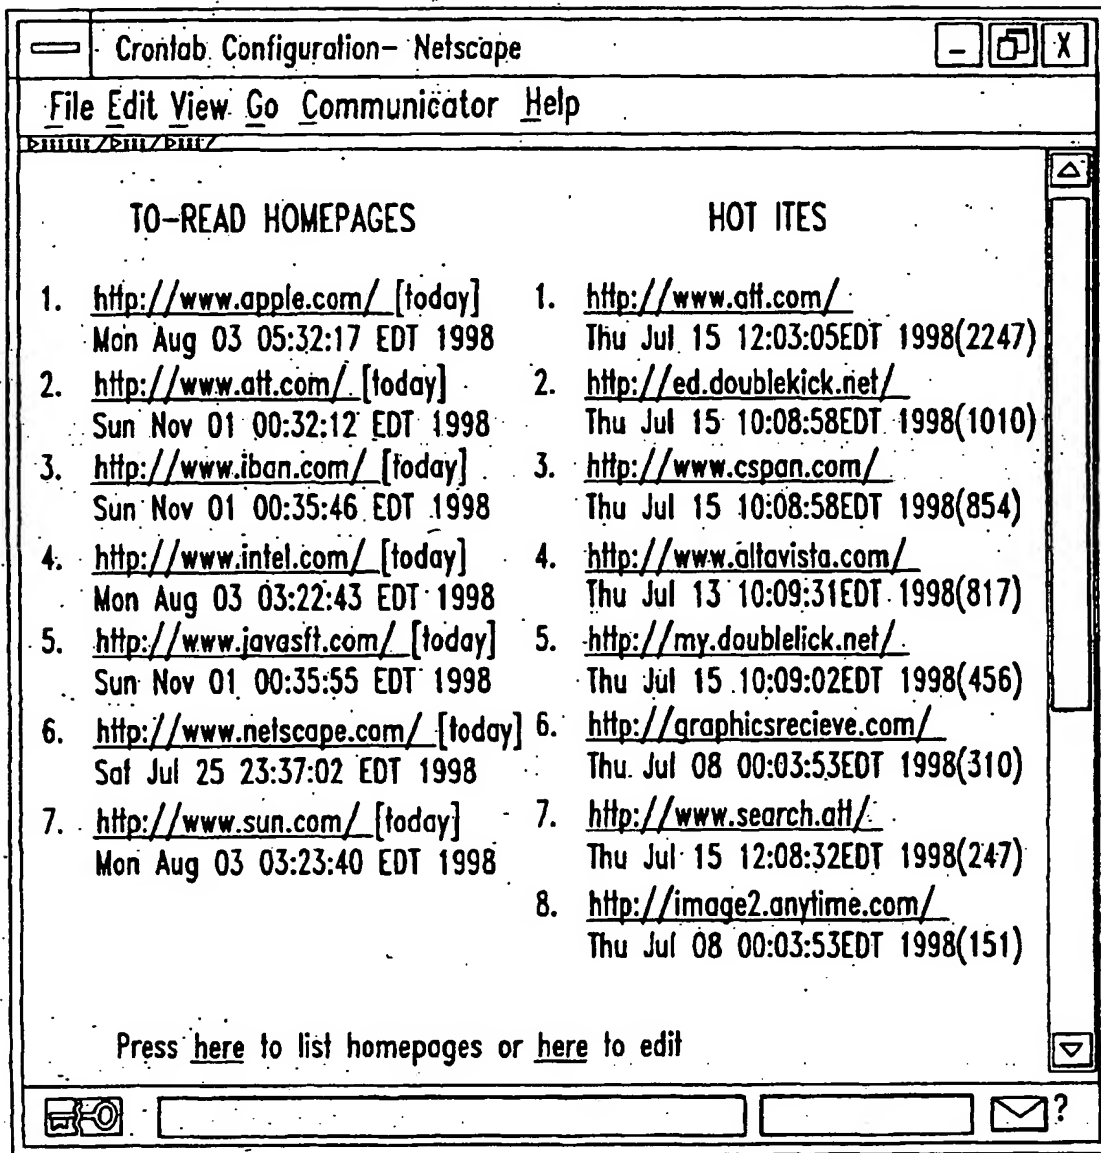 Crontab Configuration- Netscape
- X
File Edit View Go Communicator Help
TO-READ HOMEPAGES
1. http://www.apple.com/ [today]
Mon Aug 03 05:32:17 EDT 1998
2. http://www.att.com/ [today]
Sun Nov 01 00:32:12 EDT 1998
3. http://www.iban.com/ [today]
Sun Nov 01 00:35:46 EDT 1998
4. http://www.intel.com/ [today]
Mon Aug 03 03:22:43 EDT 1998
5. http://www.javasft.com/ [today]
Sun Nov 01 00:35:55 EDT 1998
6. http://www.netscape.com/ [today]
Sat Jul 25 23:37:02 EDT 1998
7. http://www.sun.com/ [today]
Mon Aug 03 03:23:40 EDT 1998
HOT ITES
1. http://www.att.com/
Thu Jul 15 12:03:05EDT 1998(2247)
2. http://ed.doublekick.net/
Thu Jul 15 10:08:58EDT 1998(1010)
3. http://www.cspan.com/
Thu Jul 15 10:08:58EDT 1998(854)
4. http://www.altavista.com/
Thu Jul 13 10:09:31EDT 1998(817)
5. http://my.doublelick.net/
Thu Jul 15 10:09:02EDT 1998(456)
6. http://graphicsrecieve.com/
Thu Jul 08 00:03:53EDT 1998(310)
7. http://www.search.att/
Thu Jul 15 12:08:32EDT 1998(247)
8. http://image2.anytime.com/
Thu Jul 08 00:03:53EDT 1998(151)
Press here to list homepages or here to edit
?